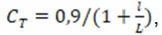 C_T = 0,9/(1 + l/L),